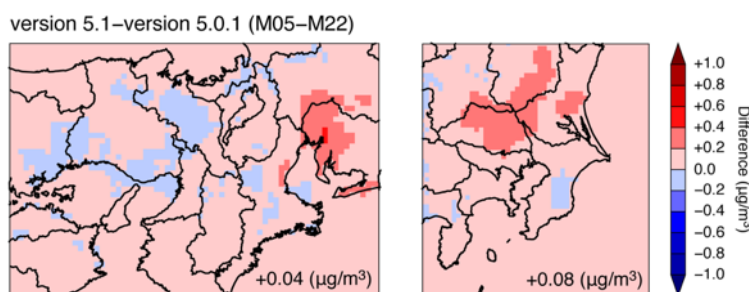 version 5.1−version 5.0.1 (M05−M22)
+0.04 (μg/m³)
+0.08 (μg/m³)
+1.0
+0.8
+0.6
+0.4
+0.2
0.0
−0.2
−0.4
−0.6
−0.8
−1.0
Difference (μg/m³)